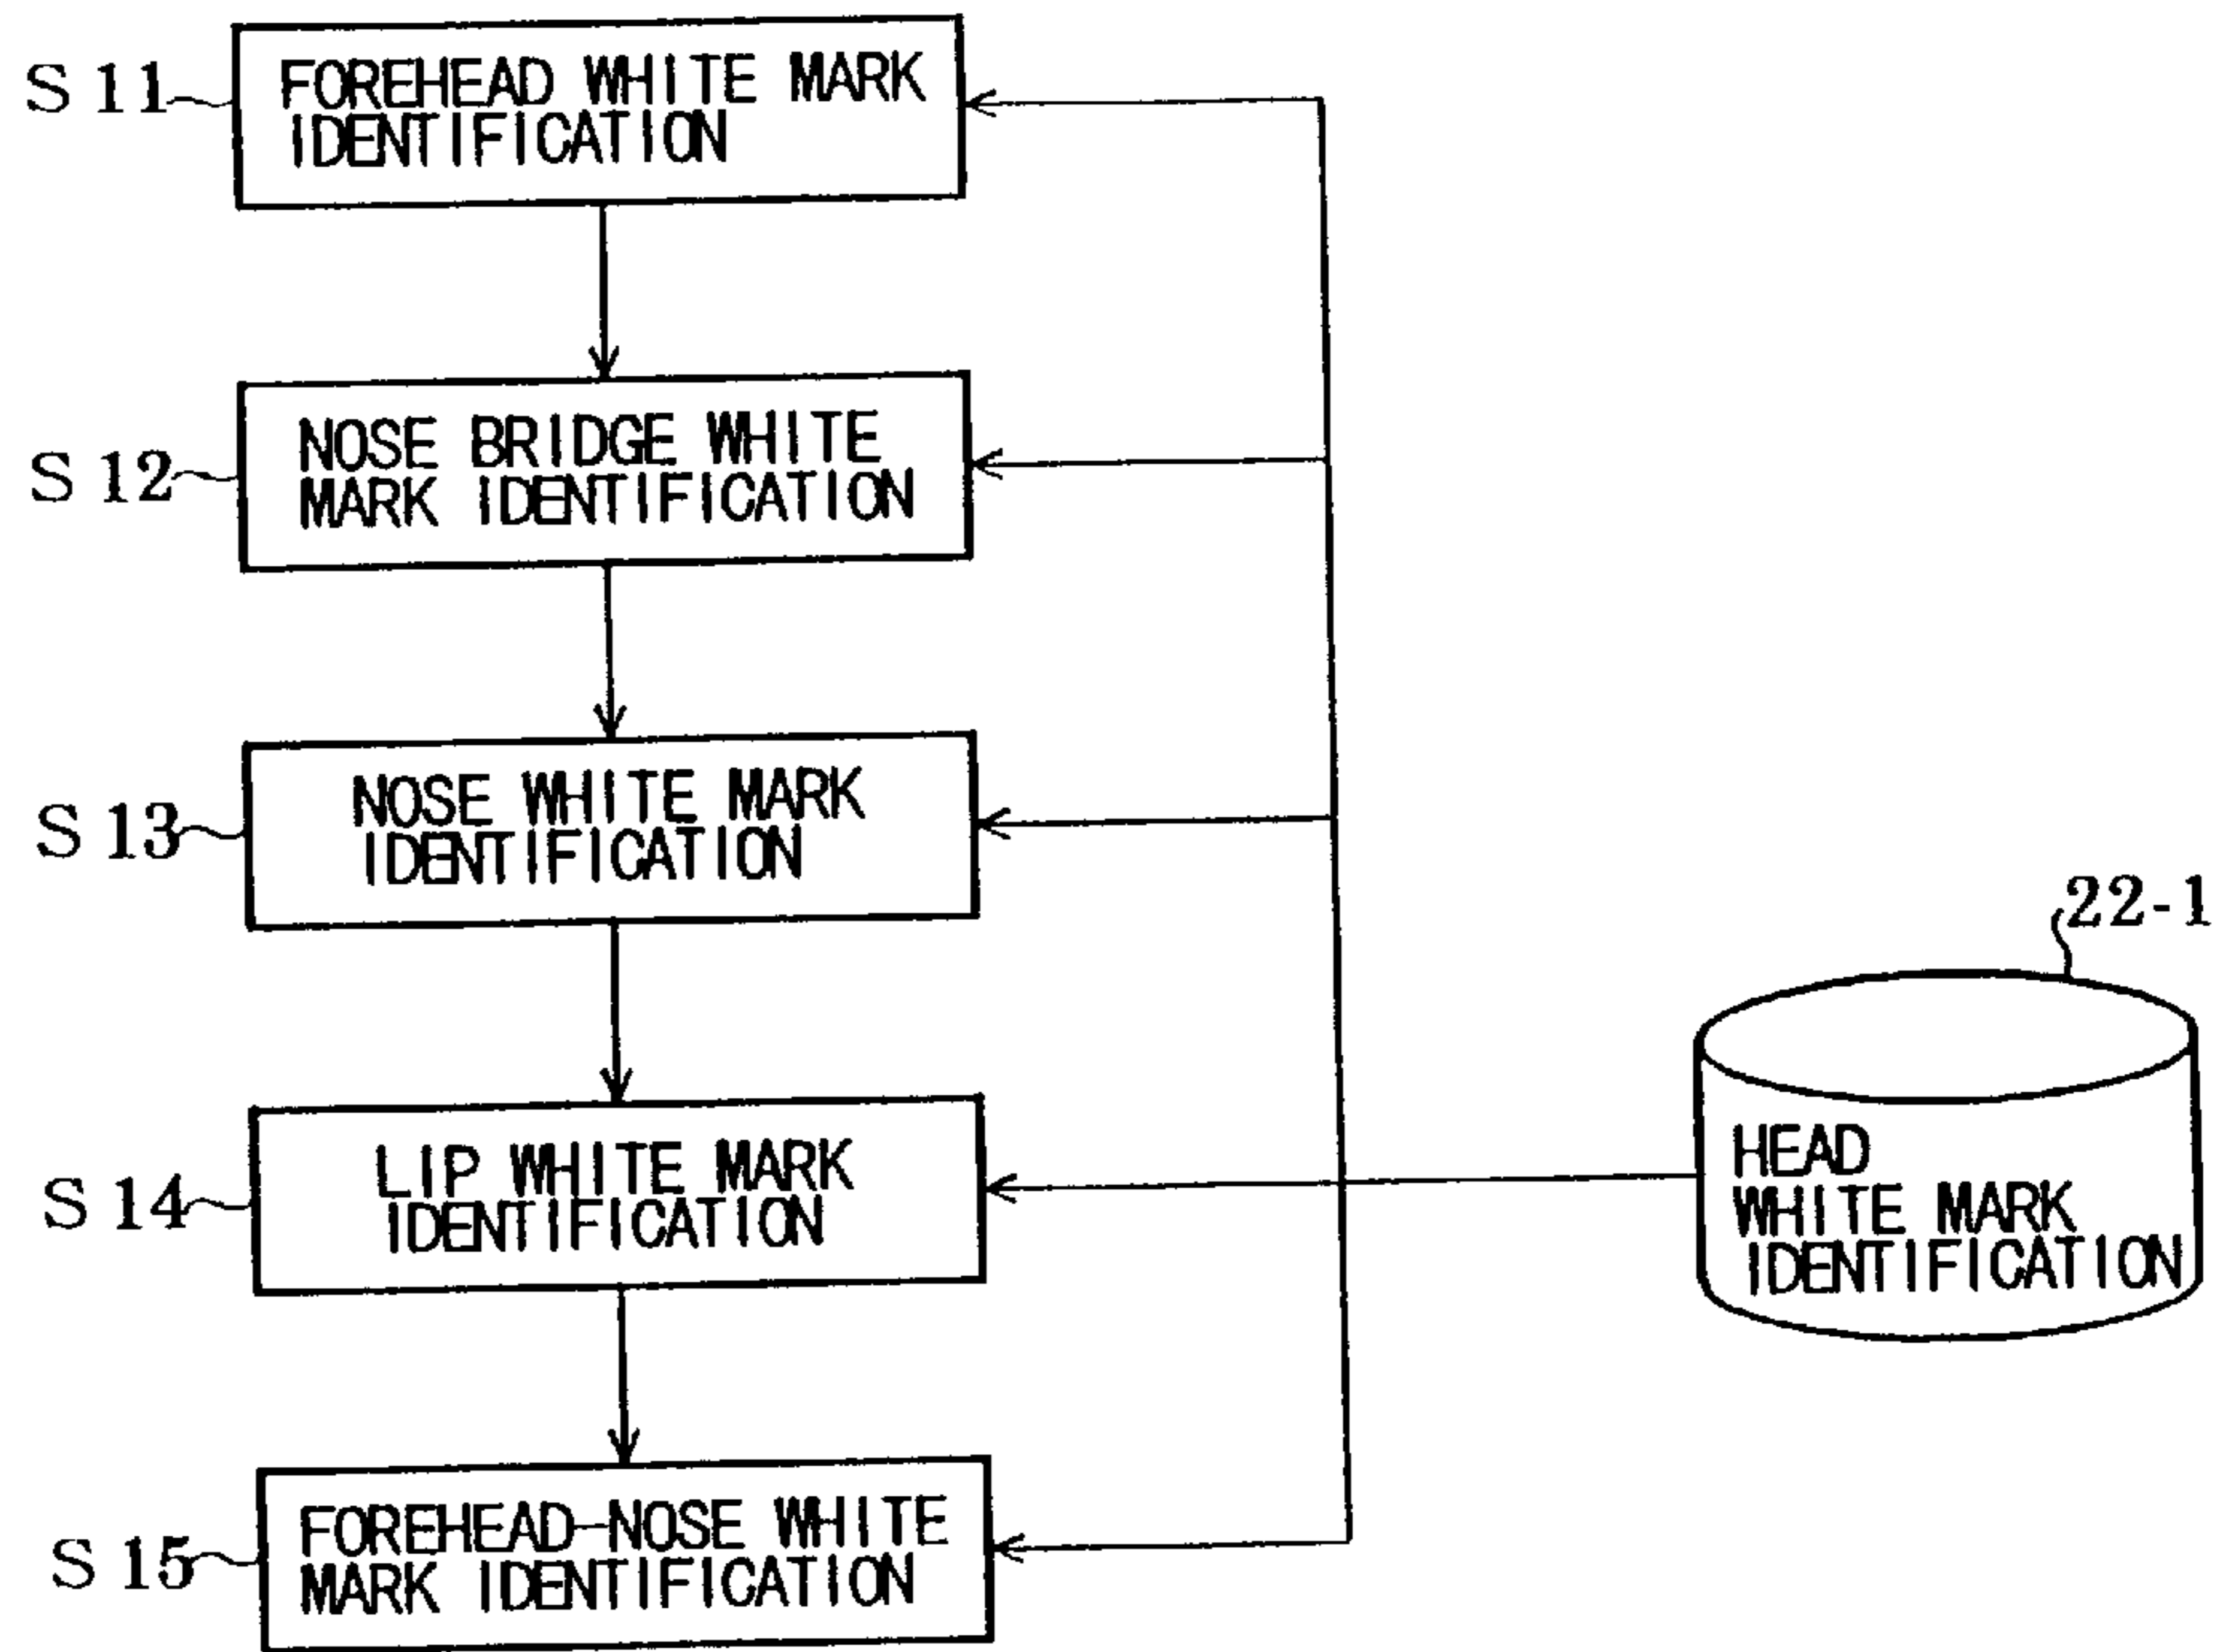 S 11
FOREHEAD WHITE MARK
IDENTIFICATION
S 12
NOSE BRIDGE WHITE
MARK IDENTIFICATION
S 13
NOSE WHITE MARK
IDENTIFICATION
22-1
S 14
LIP WHITE MARK
IDENTIFICATION
HEAD
WHITE MARK
IDENTIFICATION
S 15
FOREHEAD-NOSE WHITE
MARK IDENTIFICATION